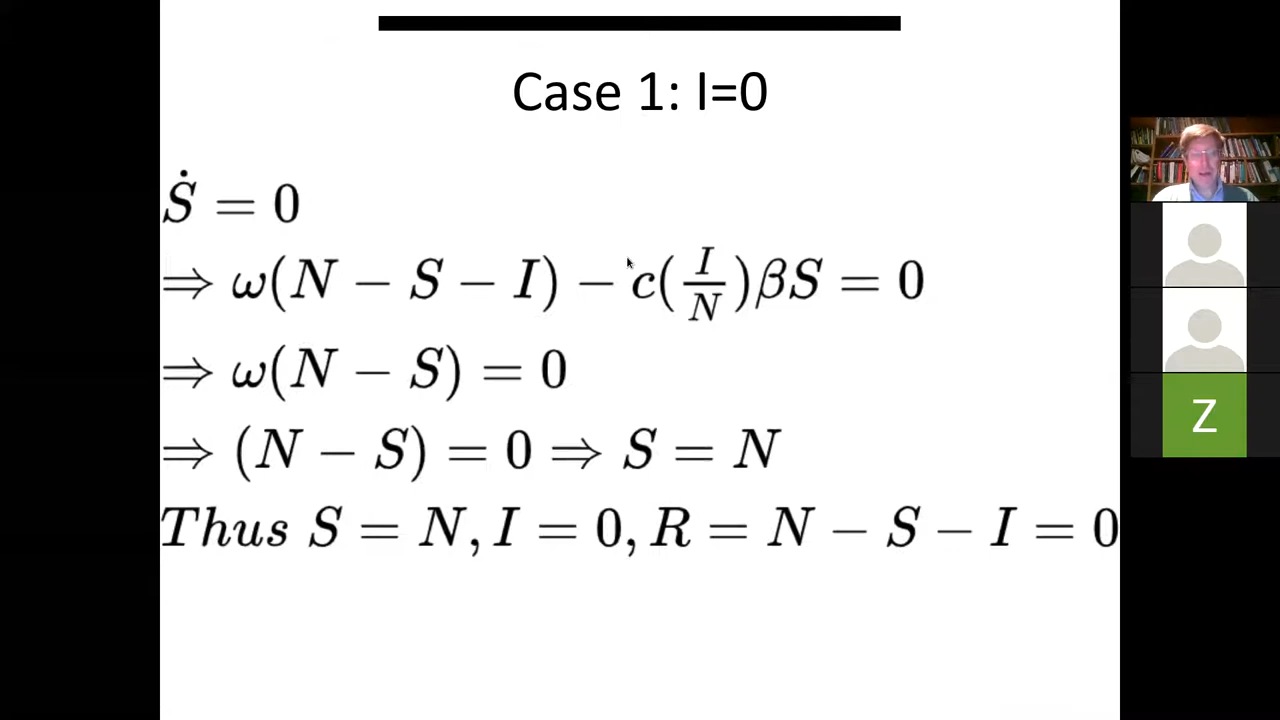 Case 1: I=0
Ṡ = 0
⇒ ω(N − S − I) − c(I/N)βS = 0
⇒ ω(N − S) = 0
⇒ (N − S) = 0 ⇒ S = N
Thus S = N, I = 0, R = N − S − I = 0
Z